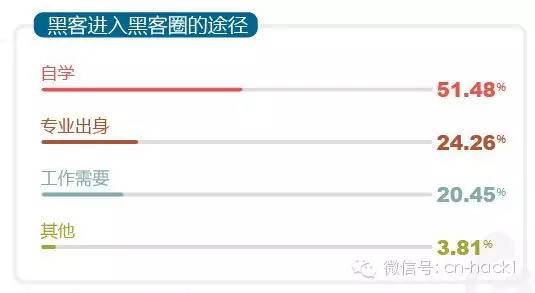 黑客进入黑客圈的途径
自学
51.48%
专业出身
24.26%
工作需要
20.45%
其他
3.81%
微信号: cn-hack1